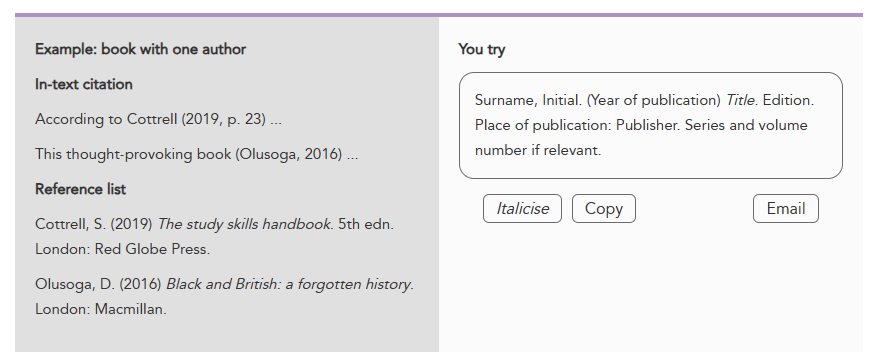 Example: book with one author
In-text citation
According to Cottrell (2019, p. 23) ...
This thought-provoking book (Olusoga, 2016) ...
Reference list
Cottrell, S. (2019) The study skills handbook. 5th edn.
London: Red Globe Press.
Olusoga, D. (2016) Black and British: a forgotten history.
London: Macmillan.
You try
Surname, Initial. (Year of publication) Title. Edition.
Place of publication: Publisher. Series and volume
number if relevant.
Italicise Copy Email